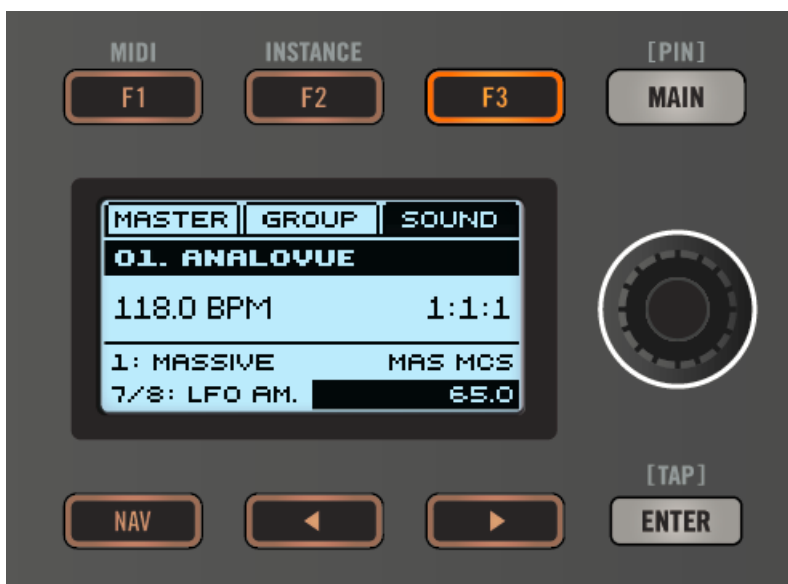 MIDI INSTANCE [PIN]
F1 F2 F3 MAIN
MASTER GROUP SOUND
01. ANALOVUE
118.0 BPM 1:1:1
1: MASSIVE MAS MCS
7/8: LFO AM. 65.0
[TAP]
NAV ENTER